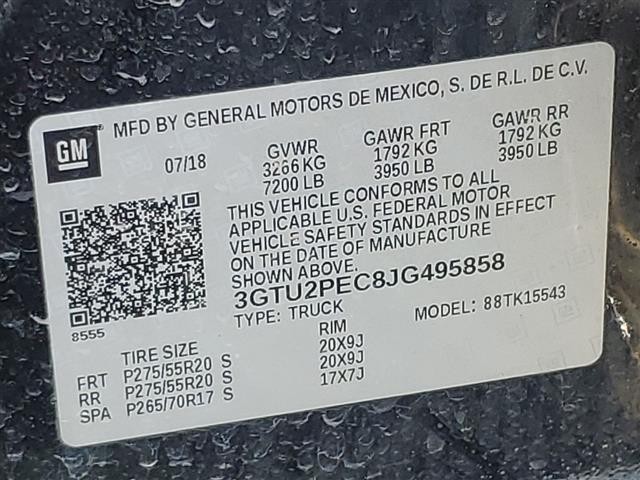 GM
MFD BY GENERAL MOTORS DE MEXICO, S. DE R.L. DE C.V.
07/18 GVWR GAWR FRT GAWR RR
3266 KG 1792 KG 1792 KG
7200 LB 3950 LB 3950 LB
THIS VEHICLE CONFORMS TO ALL
APPLICABLE U.S. FEDERAL MOTOR
VEHICLE SAFETY STANDARDS IN EFFECT
ON THE DATE OF MANUFACTURE
SHOWN ABOVE.
3GTU2PEC8JG495858
TYPE: TRUCK MODEL: 88TK15543
8555
TIRE SIZE RIM
FRT P275/55R20 S 20X9J
RR P275/55R20 S 20X9J
SPA P265/70R17 S 17X7J